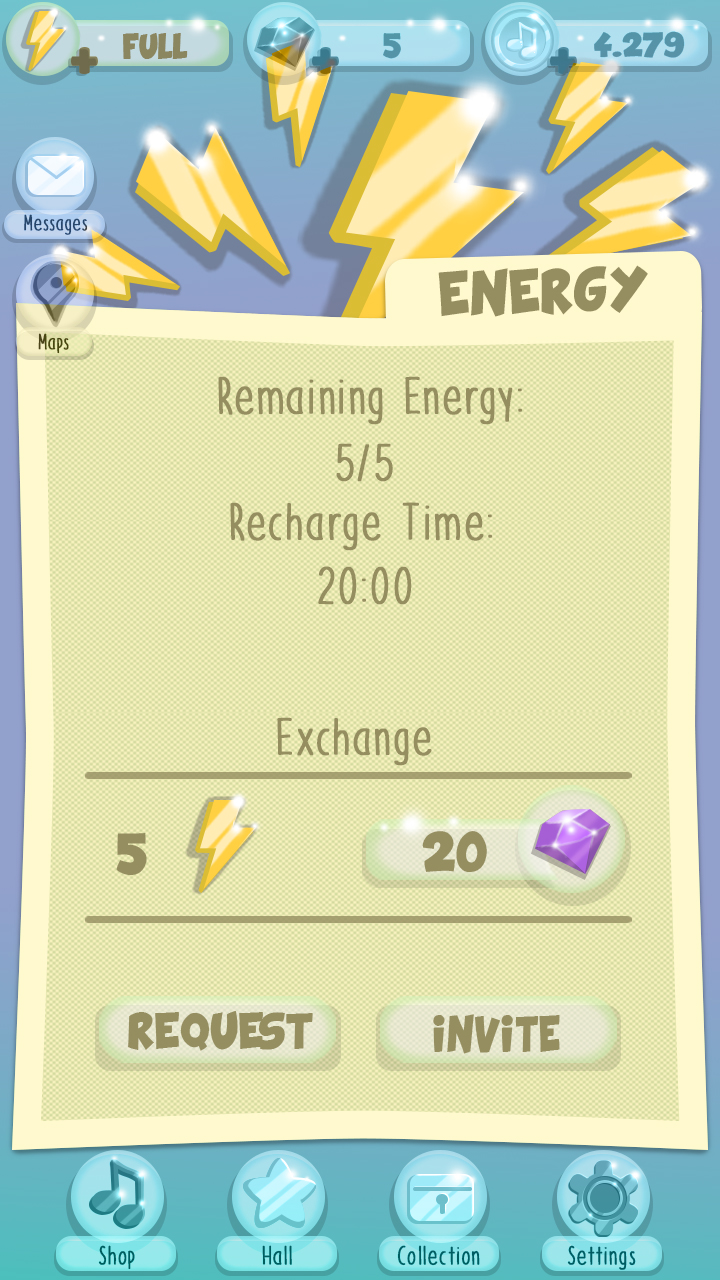 FULL
5
4.279
Messages
Maps
ENERGY
Remaining Energy:
5/5
Recharge Time:
20:00
Exchange
5
20
REQUEST
iNViTE
Shop
Hall
Collection
Settings